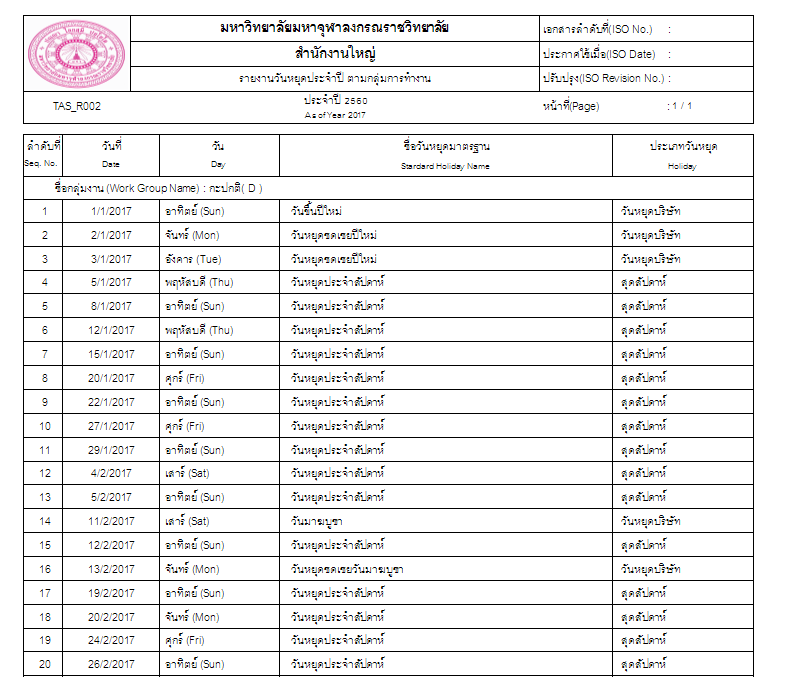 มหาวิทยาลัยมหาจุฬาลงกรณราชวิทยาลัย
เอกสารลำดับที่(ISO No.) :
สำนักงานใหญ่
ประกาศใช้เมื่อ(ISO Date) :
รายงานวันหยุดประจำปี ตามกลุ่มการทำงาน
ปรับปรุง(ISO Revision No.) :
TAS_R002
ประจำปี 2560
As of Year 2017
หน้าที่(Page) : 1 / 1
ลำดับที่ วันที่ วัน ชื่อวันหยุดมาตรฐาน ประเภทวันหยุด
Seq. No. Date Day Stardard Holiday Name Holiday
ชื่อกลุ่มงาน (Work Group Name) : กะปกติ( D )
1 1/1/2017 อาทิตย์ (Sun) วันขึ้นปีใหม่ วันหยุดบริษัท
2 2/1/2017 จันทร์ (Mon) วันหยุดชดเชยปีใหม่ วันหยุดบริษัท
3 3/1/2017 อังคาร (Tue) วันหยุดชดเชยปีใหม่ วันหยุดบริษัท
4 5/1/2017 พฤหัสบดี (Thu) วันหยุดประจำสัปดาห์ สุดสัปดาห์
5 8/1/2017 อาทิตย์ (Sun) วันหยุดประจำสัปดาห์ สุดสัปดาห์
6 12/1/2017 พฤหัสบดี (Thu) วันหยุดประจำสัปดาห์ สุดสัปดาห์
7 15/1/2017 อาทิตย์ (Sun) วันหยุดประจำสัปดาห์ สุดสัปดาห์
8 20/1/2017 ศุกร์ (Fri) วันหยุดประจำสัปดาห์ สุดสัปดาห์
9 22/1/2017 อาทิตย์ (Sun) วันหยุดประจำสัปดาห์ สุดสัปดาห์
10 27/1/2017 ศุกร์ (Fri) วันหยุดประจำสัปดาห์ สุดสัปดาห์
11 29/1/2017 อาทิตย์ (Sun) วันหยุดประจำสัปดาห์ สุดสัปดาห์
12 4/2/2017 เสาร์ (Sat) วันหยุดประจำสัปดาห์ สุดสัปดาห์
13 5/2/2017 อาทิตย์ (Sun) วันหยุดประจำสัปดาห์ สุดสัปดาห์
14 11/2/2017 เสาร์ (Sat) วันมาฆบูชา วันหยุดบริษัท
15 12/2/2017 อาทิตย์ (Sun) วันหยุดประจำสัปดาห์ สุดสัปดาห์
16 13/2/2017 จันทร์ (Mon) วันหยุดชดเชยวันมาฆบูชา วันหยุดบริษัท
17 19/2/2017 อาทิตย์ (Sun) วันหยุดประจำสัปดาห์ สุดสัปดาห์
18 20/2/2017 จันทร์ (Mon) วันหยุดประจำสัปดาห์ สุดสัปดาห์
19 24/2/2017 ศุกร์ (Fri) วันหยุดประจำสัปดาห์ สุดสัปดาห์
20 26/2/2017 อาทิตย์ (Sun) วันหยุดประจำสัปดาห์ สุดสัปดาห์